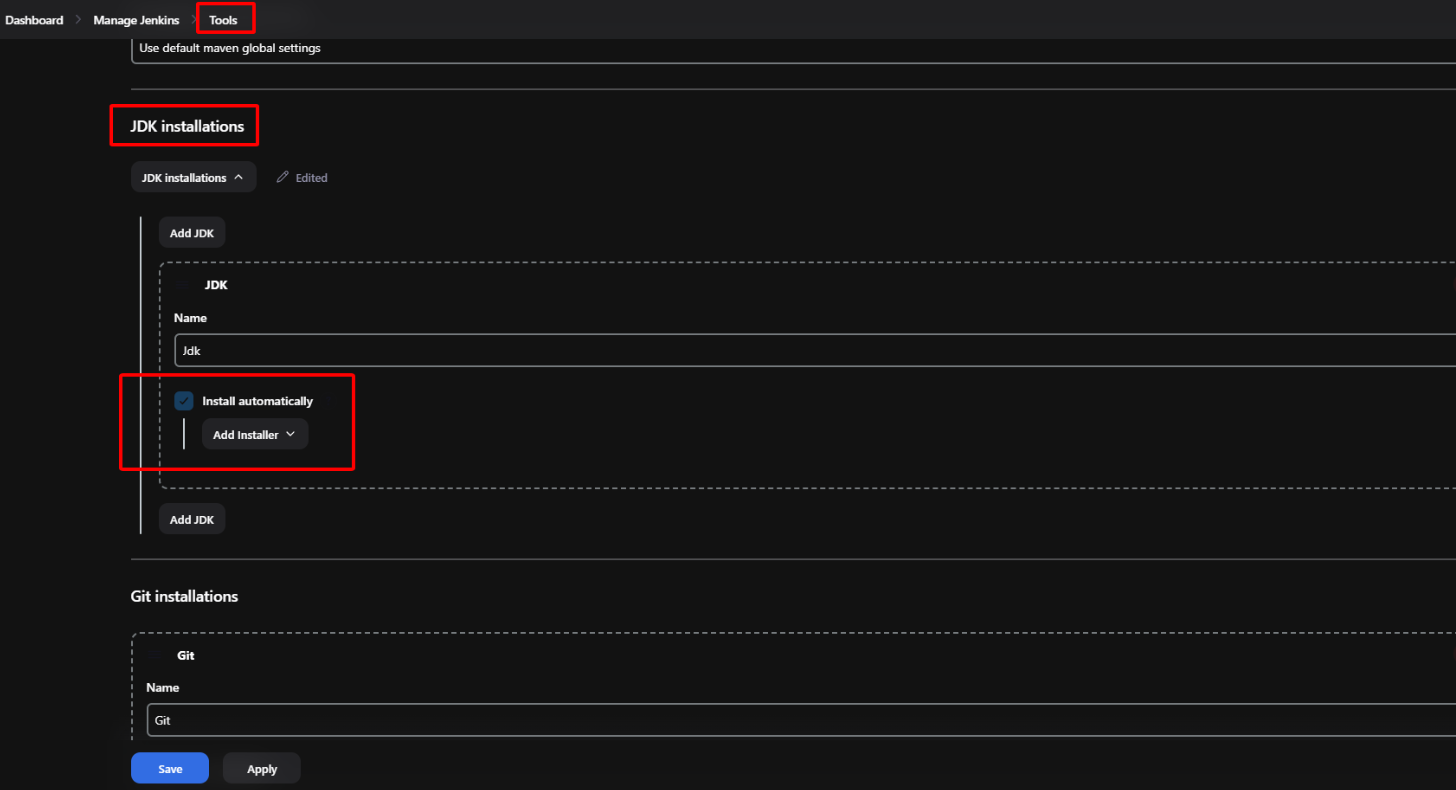 Dashboard Manage Jenkins Tools
Use default maven global settings
JDK installations
JDK installations Edited
Add JDK
JDK
Name
Jdk
Install automatically
Add Installer
Add JDK
Git installations
Git
Name
Git
Save Apply